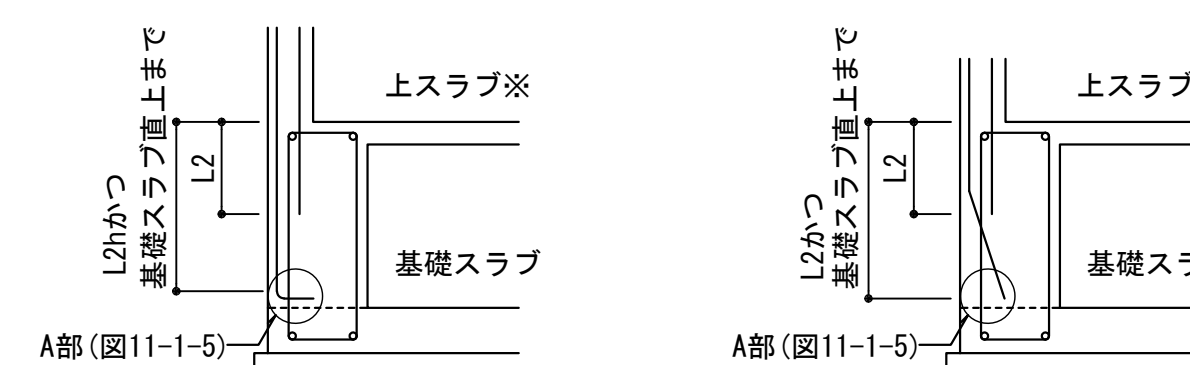 上スラブ※
L2hかつ
基礎スラブ直上まで
L2
基礎スラブ
A部(図11-1-5)
上スラブ
L2かつ
基礎スラブ直上まで
L2
基礎ス
A部(図11-1-5)